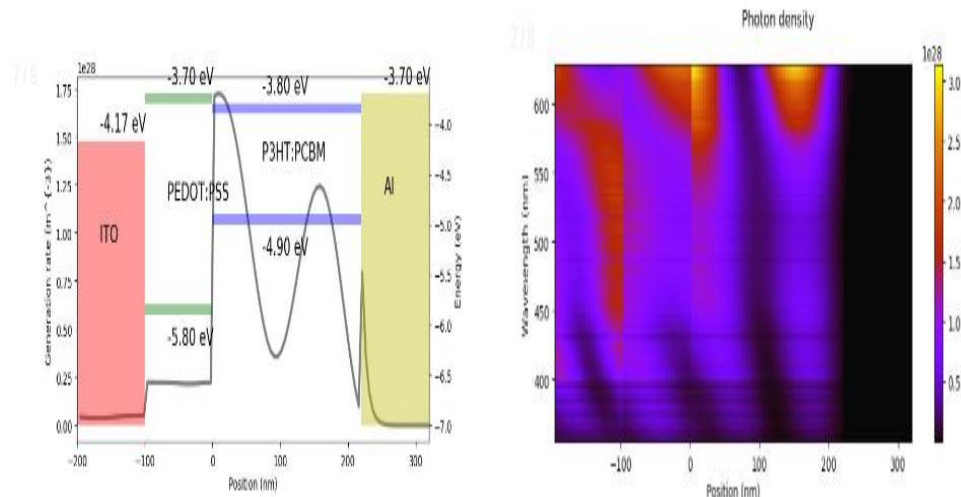 7/8
1e28
Generation rate (m^{-3})
1.75
1.50
1.25
1.00
0.75
0.50
0.25
0.00
-3.70 eV
-3.80 eV
-3.70 eV
-4.17 eV
P3HT:PCBM
PEDOT:PSS
Al
ITO
-4.90 eV
-5.80 eV
-4.0
-4.5
-5.0
-5.5
-6.0
-6.5
-7.0
Energy (eV)
-200
-100
0
100
200
300
Position (nm)
2/8
Photon density
1e28
Wavelength (nm)
600
550
500
450
400
-100
0
100
200
300
Position (nm)
3.0
2.5
2.0
1.5
1.0
0.5